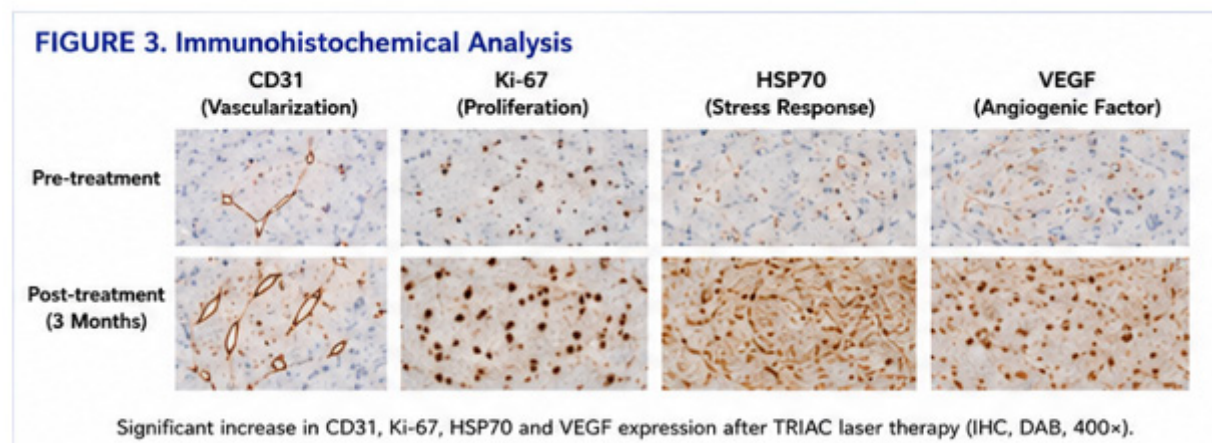 FIGURE 3. Immunohistochemical Analysis
CD31
(Vascularization)
Ki-67
(Proliferation)
HSP70
(Stress Response)
VEGF
(Angiogenic Factor)
Pre-treatment
Post-treatment
(3 Months)
Significant increase in CD31, Ki-67, HSP70 and VEGF expression after TRIAC laser therapy (IHC, DAB, 400×).